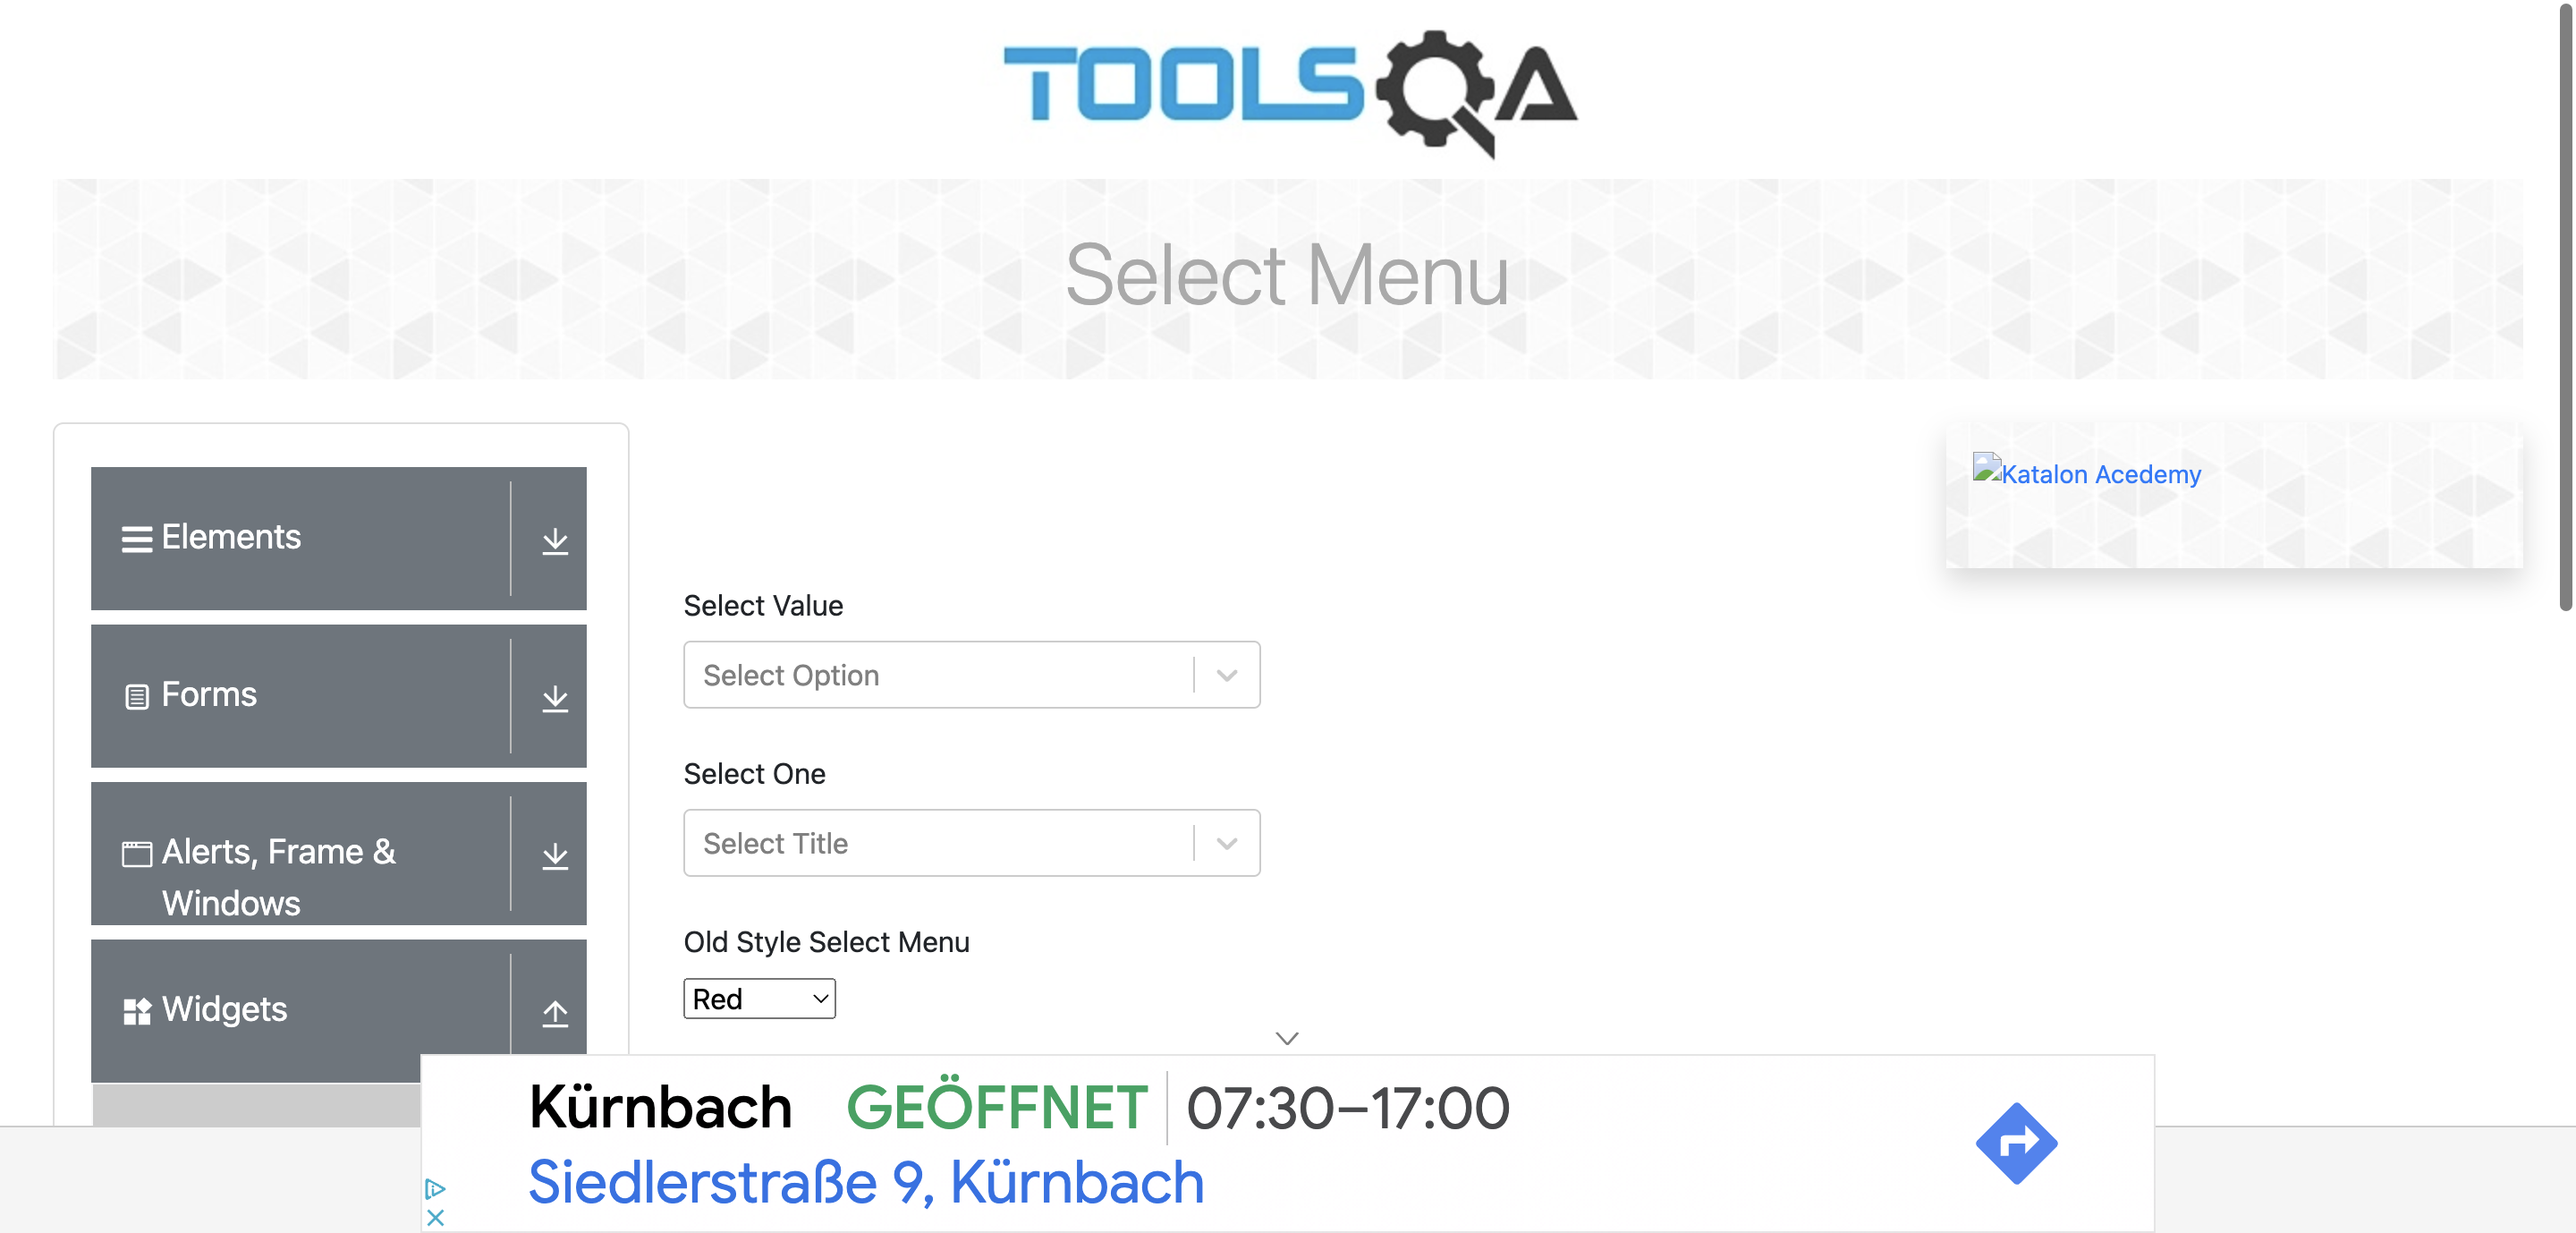 TOOLSQA
Select Menu
Elements
Forms
Alerts, Frame &
Windows
Widgets
Select Value
Select Option
Select One
Select Title
Old Style Select Menu
Red
Katalon Acedemy
Kürnbach GEÖFFNET 07:30–17:00
Siedlerstraße 9, Kürnbach